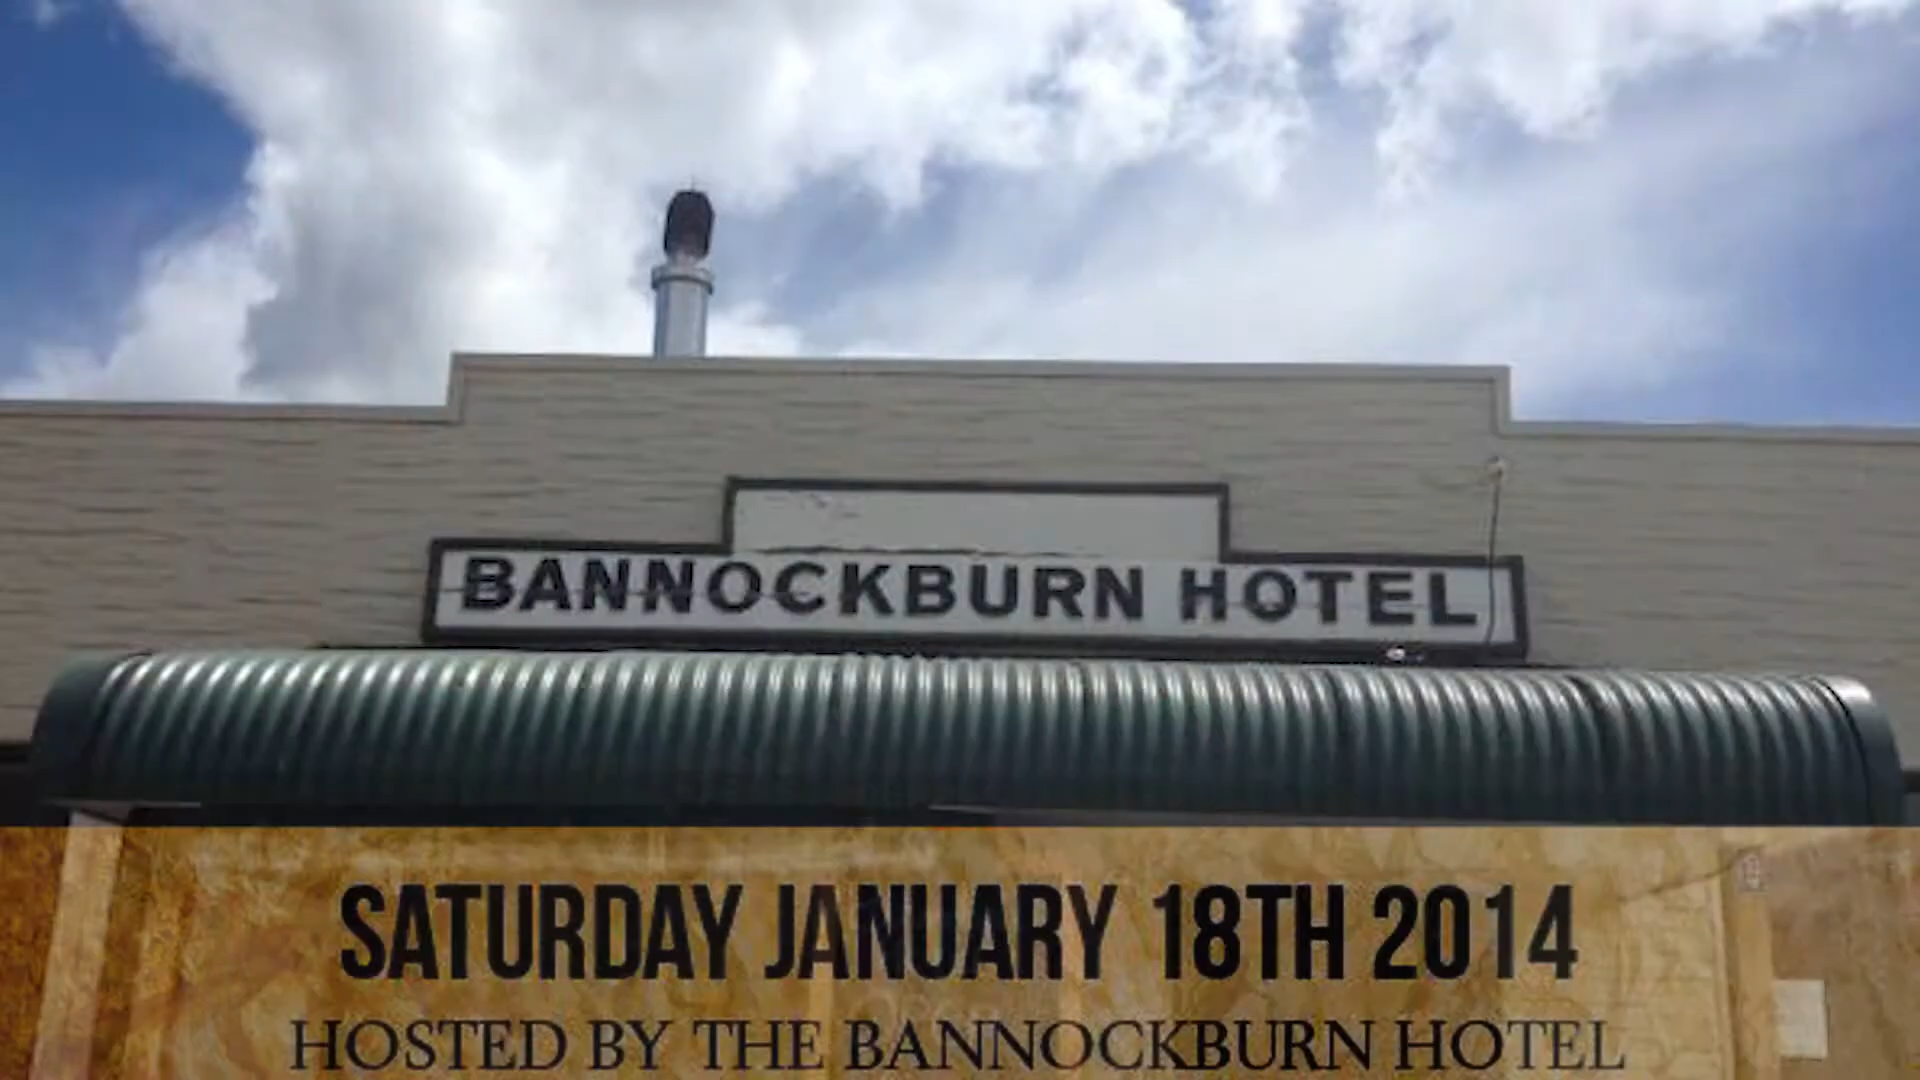 BANNOCKBURN HOTEL
SATURDAY JANUARY 18TH 2014
HOSTED BY THE BANNOCKBURN HOTEL